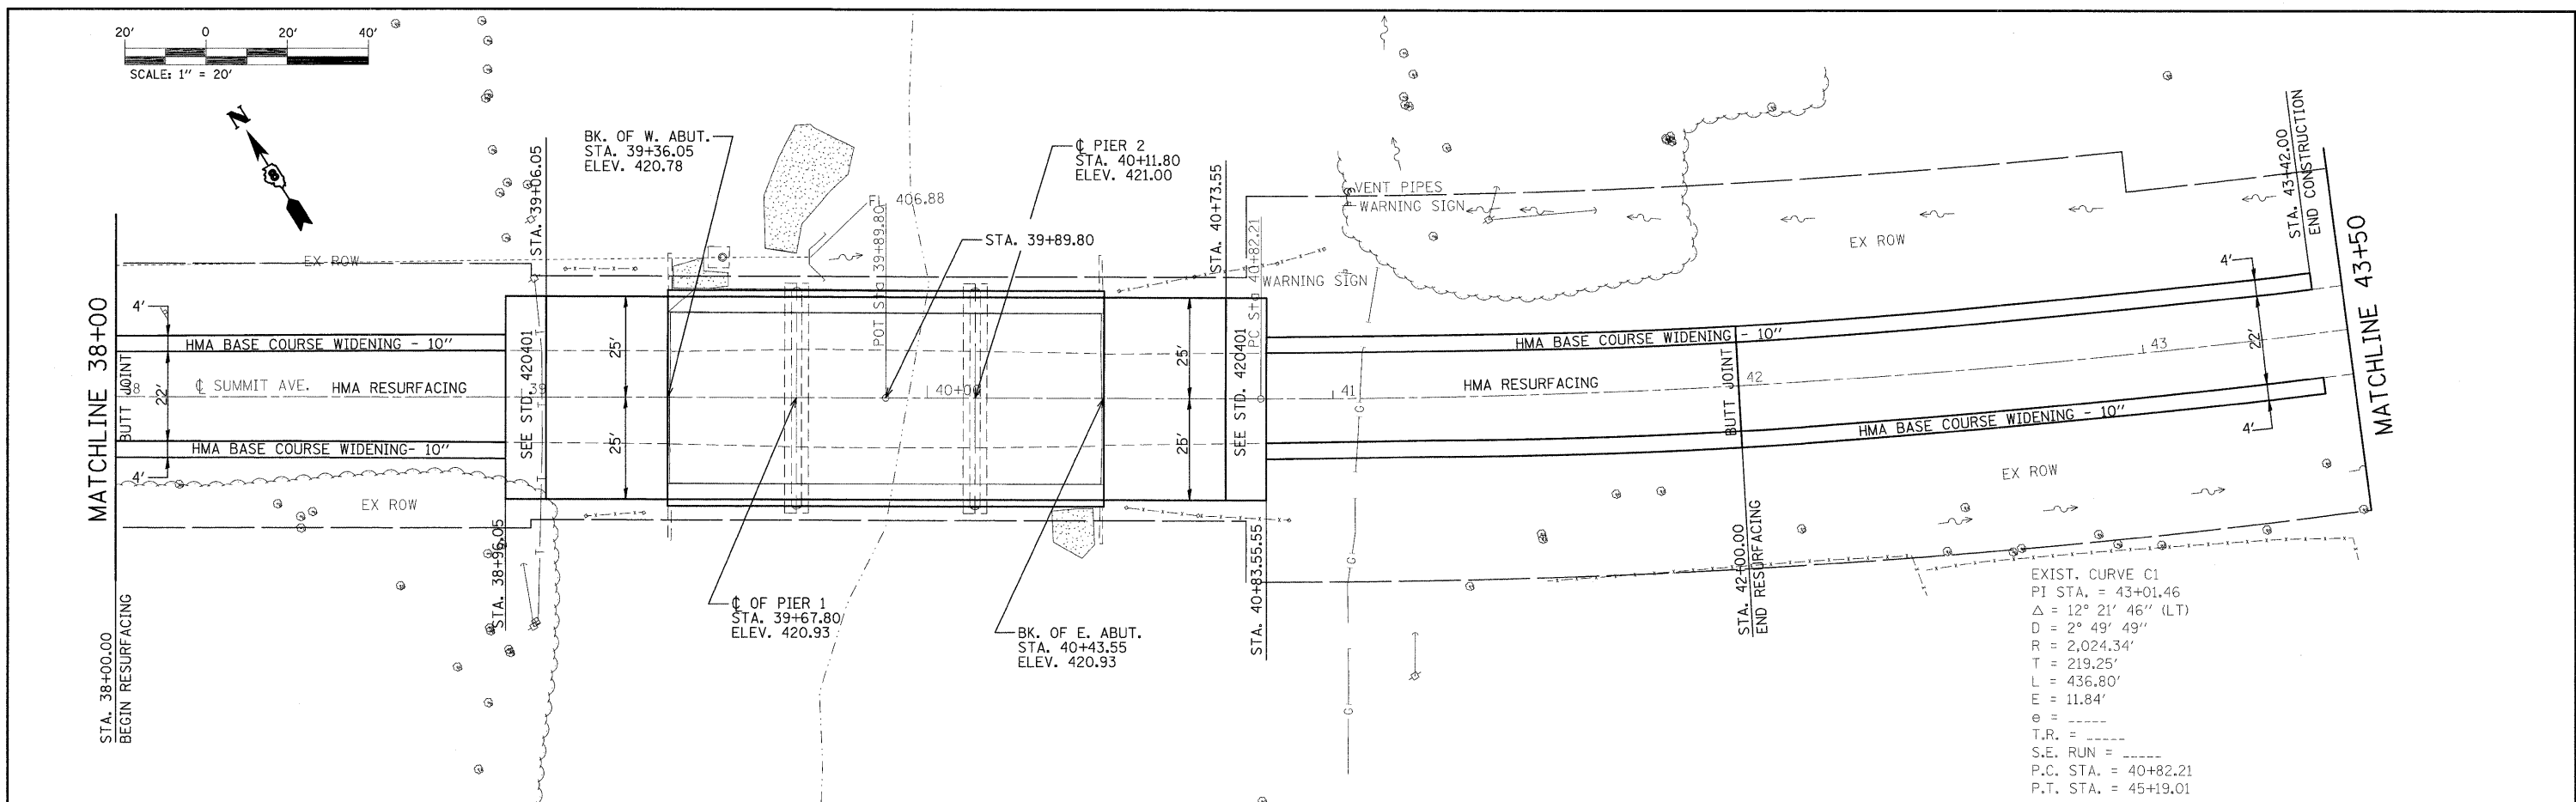 20' 0 20' 40'
SCALE: 1" = 20'
N
BK. OF W. ABUT.
STA. 39+36.05
ELEV. 420.78
℄ PIER 2
STA. 40+11.80
ELEV. 421.00
STA. 39+06.05
STA. 40+73.55
FL 406.88
POT Sta 39+89.80
STA. 39+89.80
PC Sta 40+82.21
VENT PIPES
WARNING SIGN
WARNING SIGN
EX ROW
EX ROW
STA. 43+42.00
END CONSTRUCTION
MATCHLINE 38+00
MATCHLINE 43+50
4'
22'
4'
BUTT JOINT
HMA BASE COURSE WIDENING - 10"
38
℄ SUMMIT AVE.
HMA RESURFACING
39
HMA BASE COURSE WIDENING- 10"
EX ROW
SEE STD. 420401
25'
25'
40+00
25'
25'
SEE STD. 420401
HMA BASE COURSE WIDENING - 10"
41
HMA RESURFACING
BUTT JOINT
42
43
4'
22'
4'
HMA BASE COURSE WIDENING - 10"
EX ROW
T
T
T
G
G
G
G
STA. 38+00.00
BEGIN RESURFACING
STA. 38+96.05
℄ OF PIER 1
STA. 39+67.80
ELEV. 420.93
BK. OF E. ABUT.
STA. 40+43.55
ELEV. 420.93
STA. 40+83.55.55
STA. 42+00.00
END RESURFACING
EXIST. CURVE C1
PI STA. = 43+01.46
Δ = 12° 21' 46" (LT)
D = 2° 49' 49"
R = 2,024.34'
T = 219.25'
L = 436.80'
E = 11.84'
e = -----
T.R. = -----
S.E. RUN = -----
P.C. STA. = 40+82.21
P.T. STA. = 45+19.01